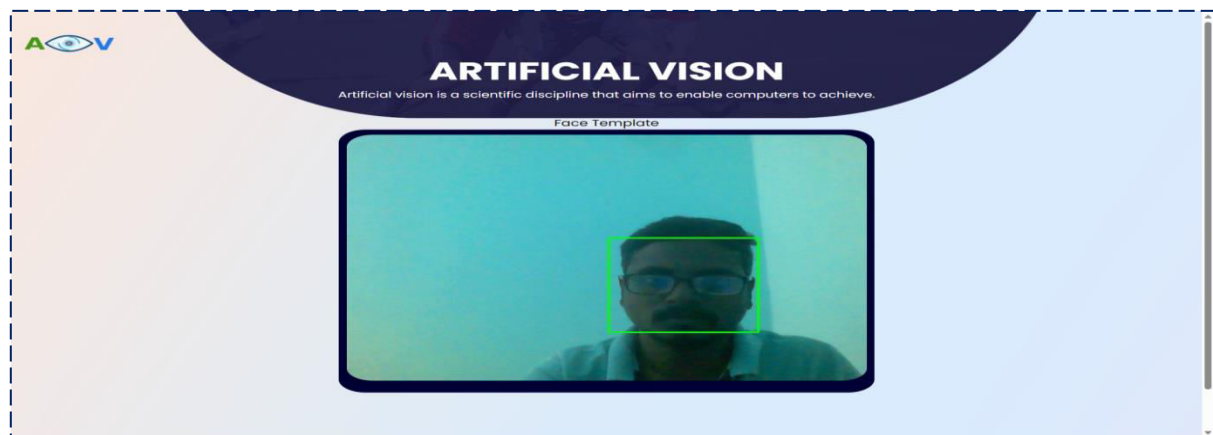 A V
ARTIFICIAL VISION
Artificial vision is a scientific discipline that aims to enable computers to achieve.
Face Template